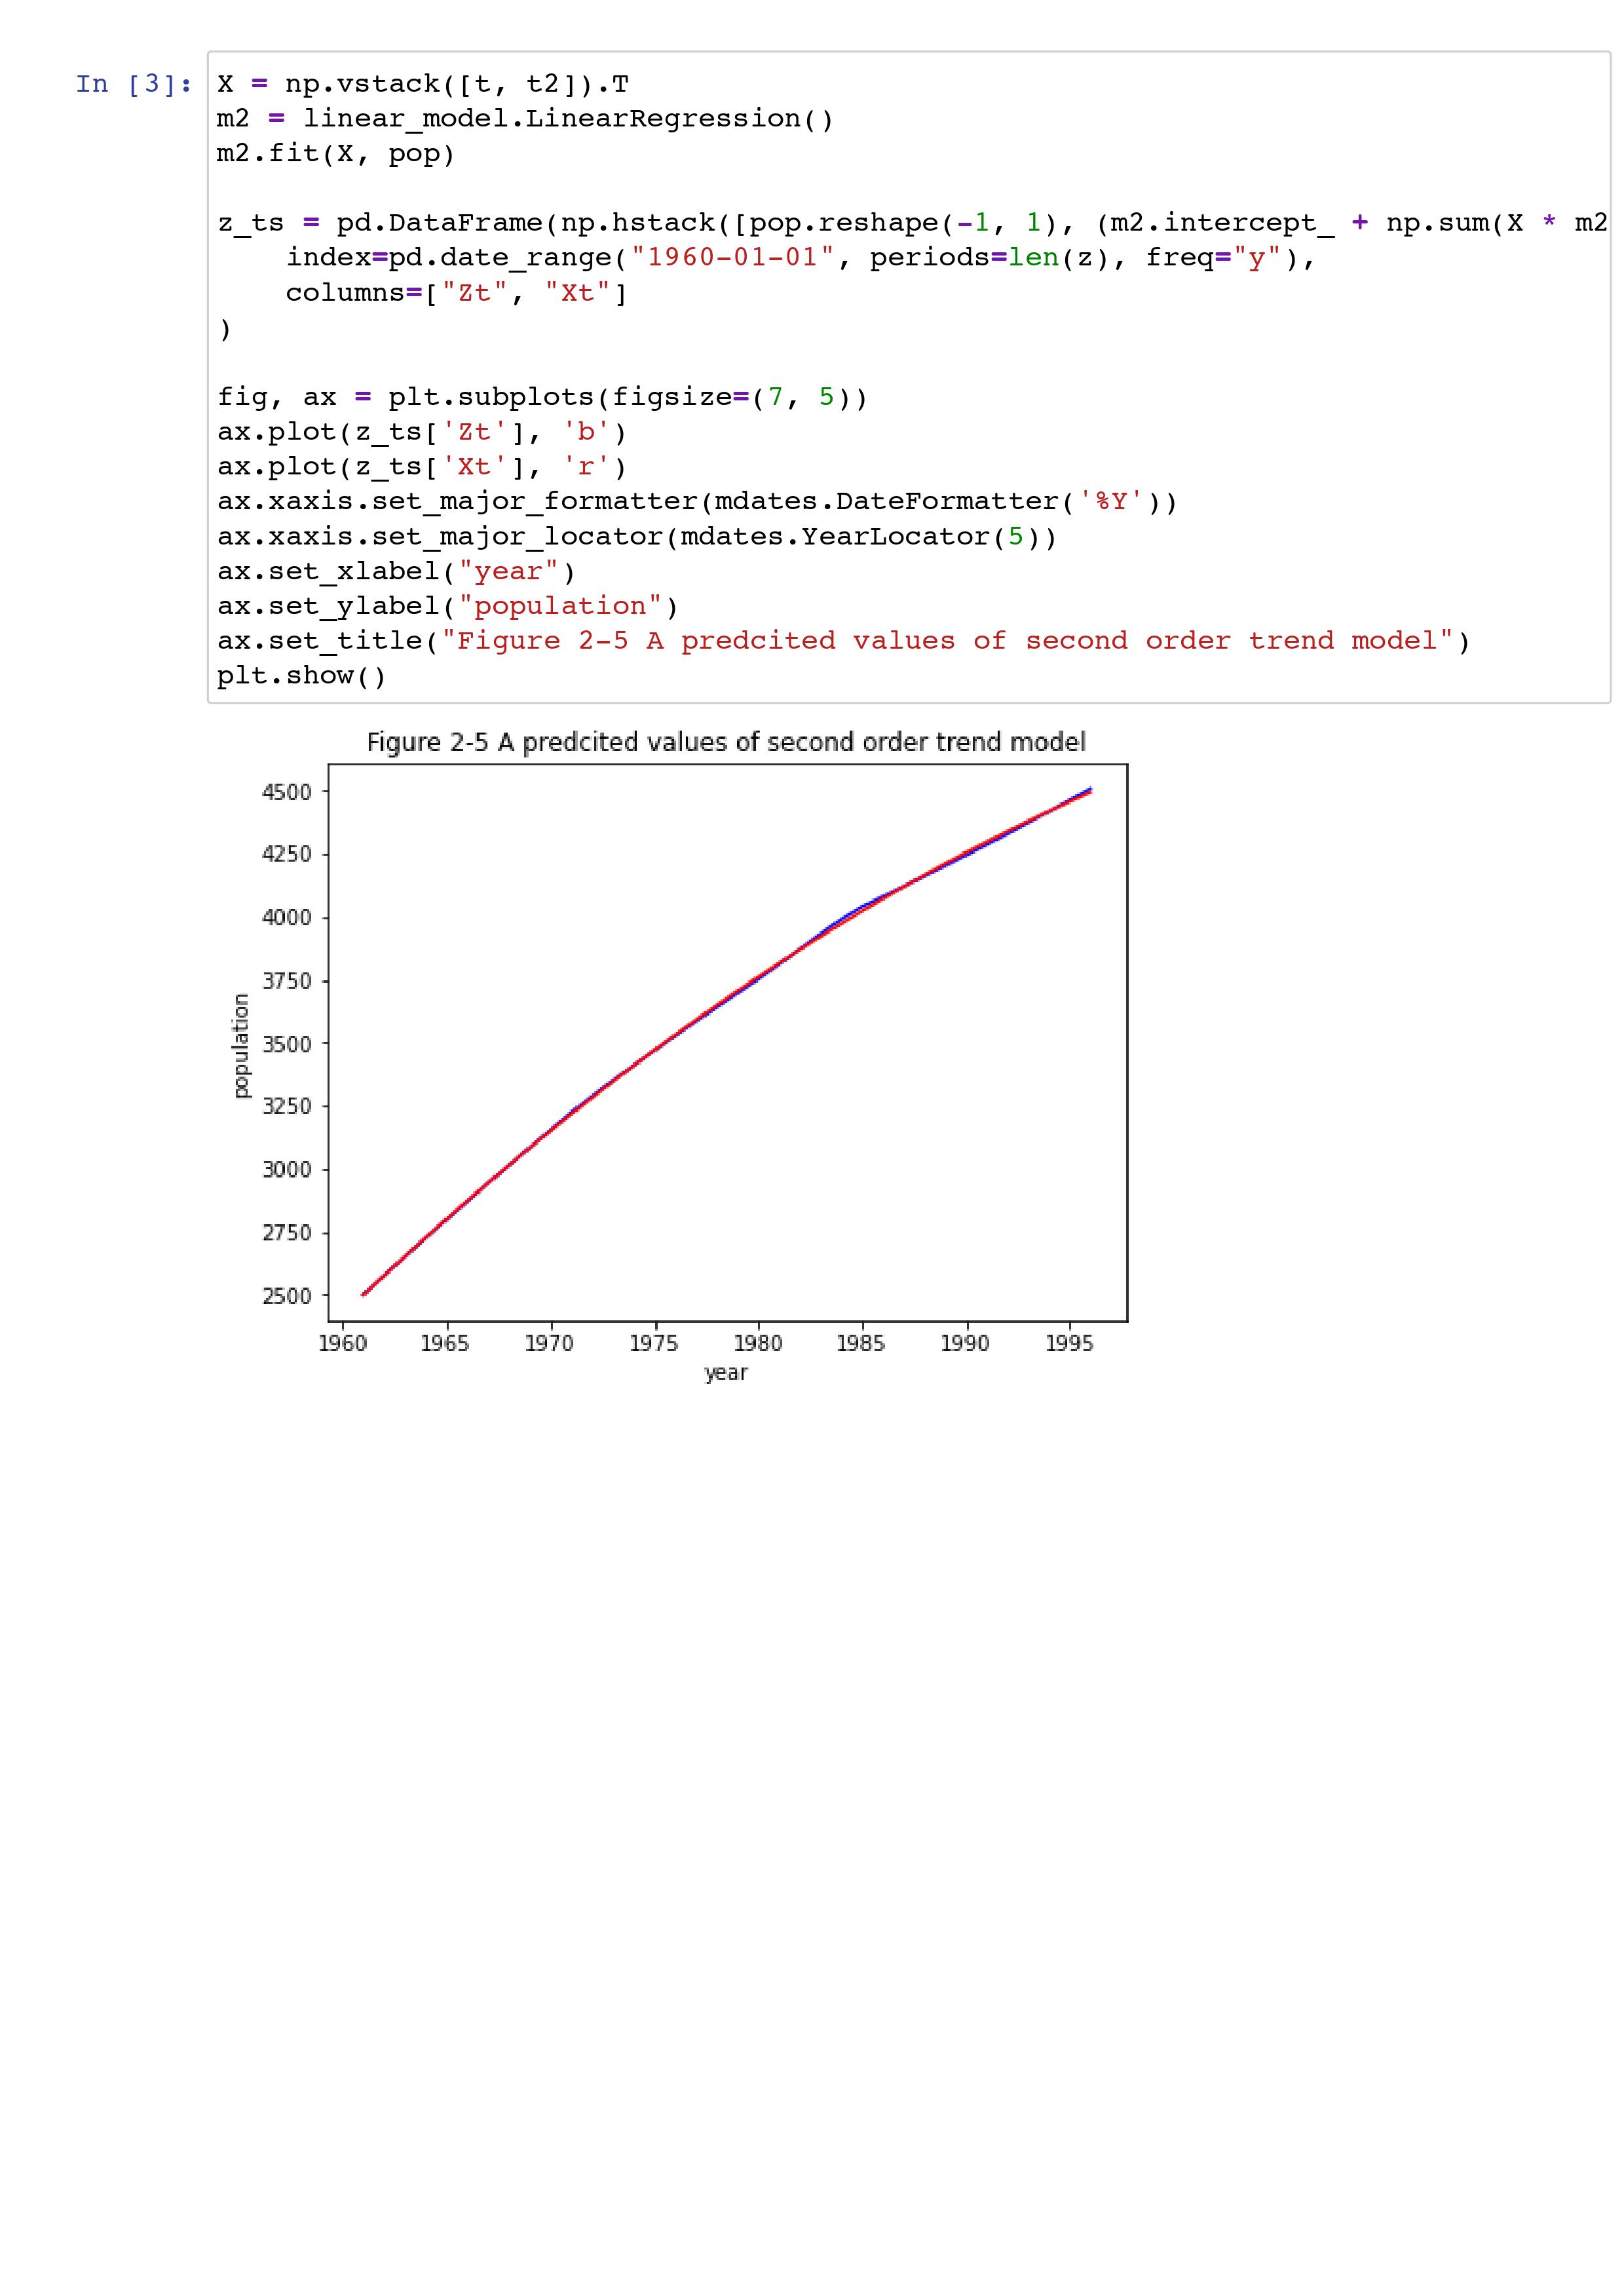 In [3]: X = np.vstack([t, t2]).T
m2 = linear_model.LinearRegression()
m2.fit(X, pop)
z_ts = pd.DataFrame(np.hstack([pop.reshape(-1, 1), (m2.intercept_ + np.sum(X * m2
    index=pd.date_range("1960-01-01", periods=len(z), freq="y"),
    columns=["Zt", "Xt"]
)
fig, ax = plt.subplots(figsize=(7, 5))
ax.plot(z_ts['Zt'], 'b')
ax.plot(z_ts['Xt'], 'r')
ax.xaxis.set_major_formatter(mdates.DateFormatter('%Y'))
ax.xaxis.set_major_locator(mdates.YearLocator(5))
ax.set_xlabel("year")
ax.set_ylabel("population")
ax.set_title("Figure 2-5 A predcited values of second order trend model")
plt.show()
Figure 2-5 A predcited values of second order trend model
4500
4250
4000
3750
3500
3250
3000
2750
2500
population
1960 1965 1970 1975 1980 1985 1990 1995
year